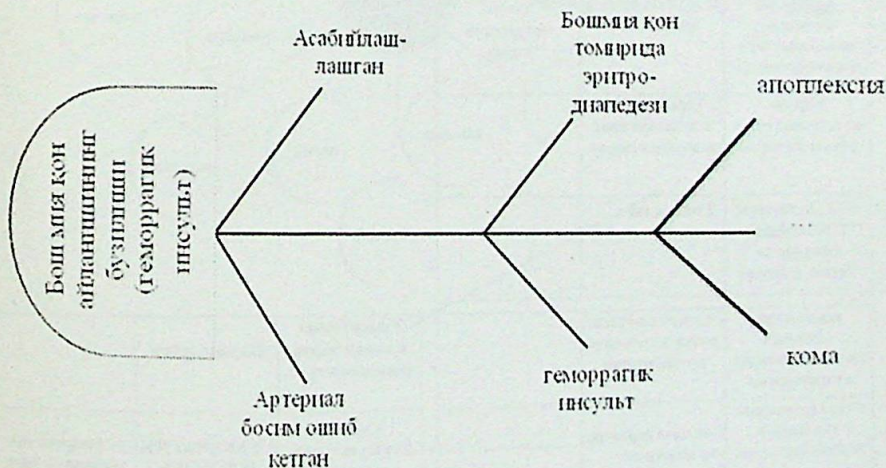 Бош мия қон
айланишининг
бузилиши
(геморрагик
инсульт)
Асабийлаш-
лашган
Бошмия қон
томирида
эритро-
диапедези
апоплексия
Артериал
босим ошиб
кетган
геморрагик
инсульт
кома